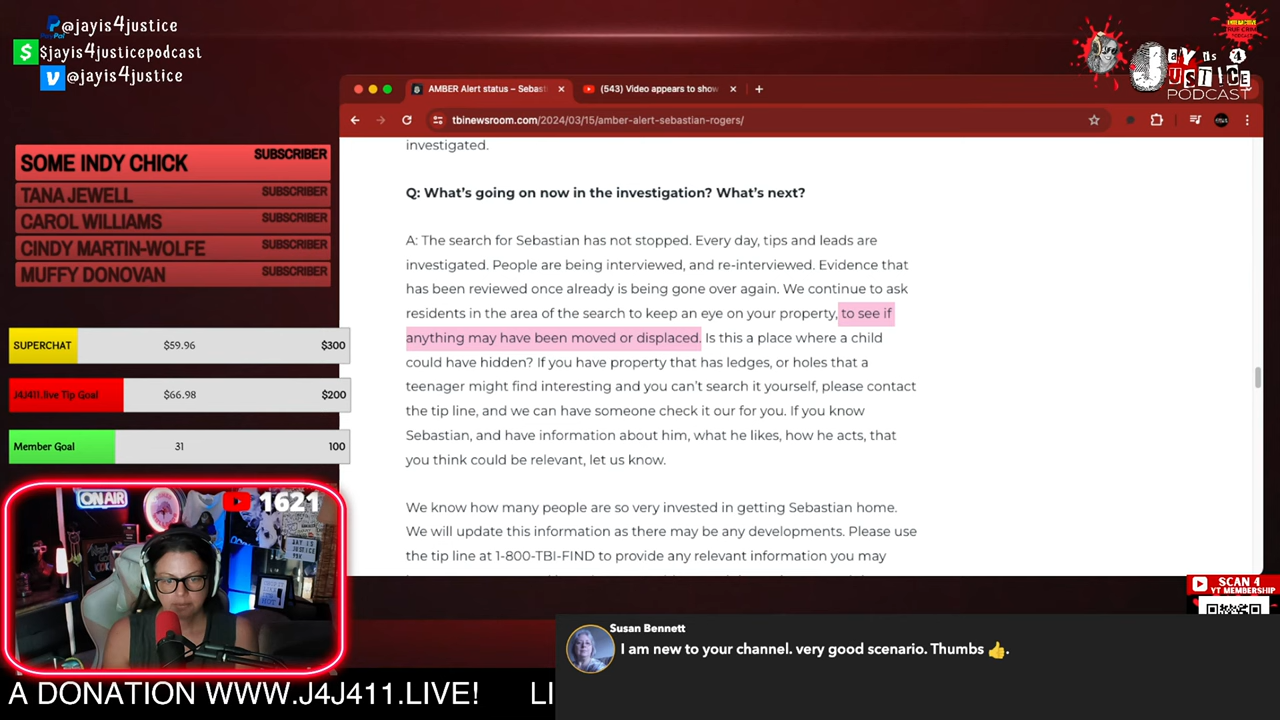 @jayis4justice
$jayis4justicepodcast
@jayis4justice
JAY IS 4
JUSTICE
PODCAST
AMBER Alert status – Sebast
(543) Video appears to show
tbinewsroom.com/2024/03/15/amber-alert-sebastian-rogers/
SOME INDY CHICK SUBSCRIBER
TANA JEWELL SUBSCRIBER
CAROL WILLIAMS SUBSCRIBER
CINDY MARTIN-WOLFE SUBSCRIBER
MUFFY DONOVAN SUBSCRIBER
SUPERCHAT $59.96 $300
J4J411.live Tip Goal $66.98 $200
Member Goal 31 100
investigated.
Q: What's going on now in the investigation? What's next?
A: The search for Sebastian has not stopped. Every day, tips and leads are
investigated. People are being interviewed, and re-interviewed. Evidence that
has been reviewed once already is being gone over again. We continue to ask
residents in the area of the search to keep an eye on your property, to see if
anything may have been moved or displaced. Is this a place where a child
could have hidden? If you have property that has ledges, or holes that a
teenager might find interesting and you can't search it yourself, please contact
the tip line, and we can have someone check it our for you. If you know
Sebastian, and have information about him, what he likes, how he acts, that
you think could be relevant, let us know.
We know how many people are so very invested in getting Sebastian home.
We will update this information as there may be any developments. Please use
the tip line at 1-800-TBI-FIND to provide any relevant information you may
ON AIR
1621
SCAN 4
YT MEMBERSHIP
Susan Bennett
I am new to your channel. very good scenario. Thumbs 👍.
A DONATION WWW.J4J411.LIVE! LI